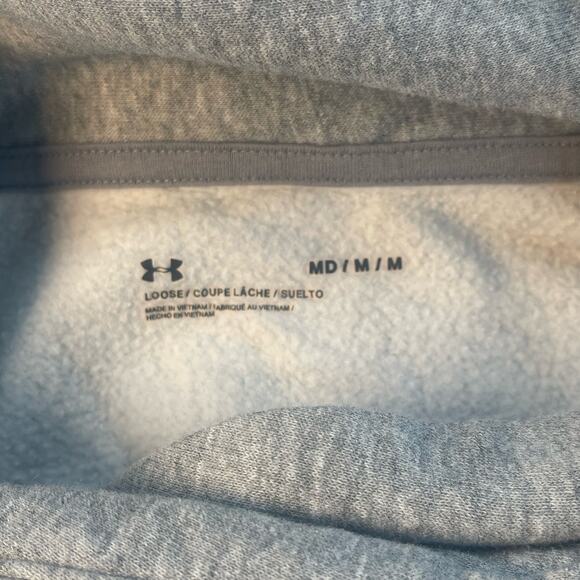 MD / M / M
LOOSE / COUPE LÂCHE / SUELTO
MADE IN VIETNAM / FABRIQUÉ AU VIETNAM /
HECHO EN VIETNAM